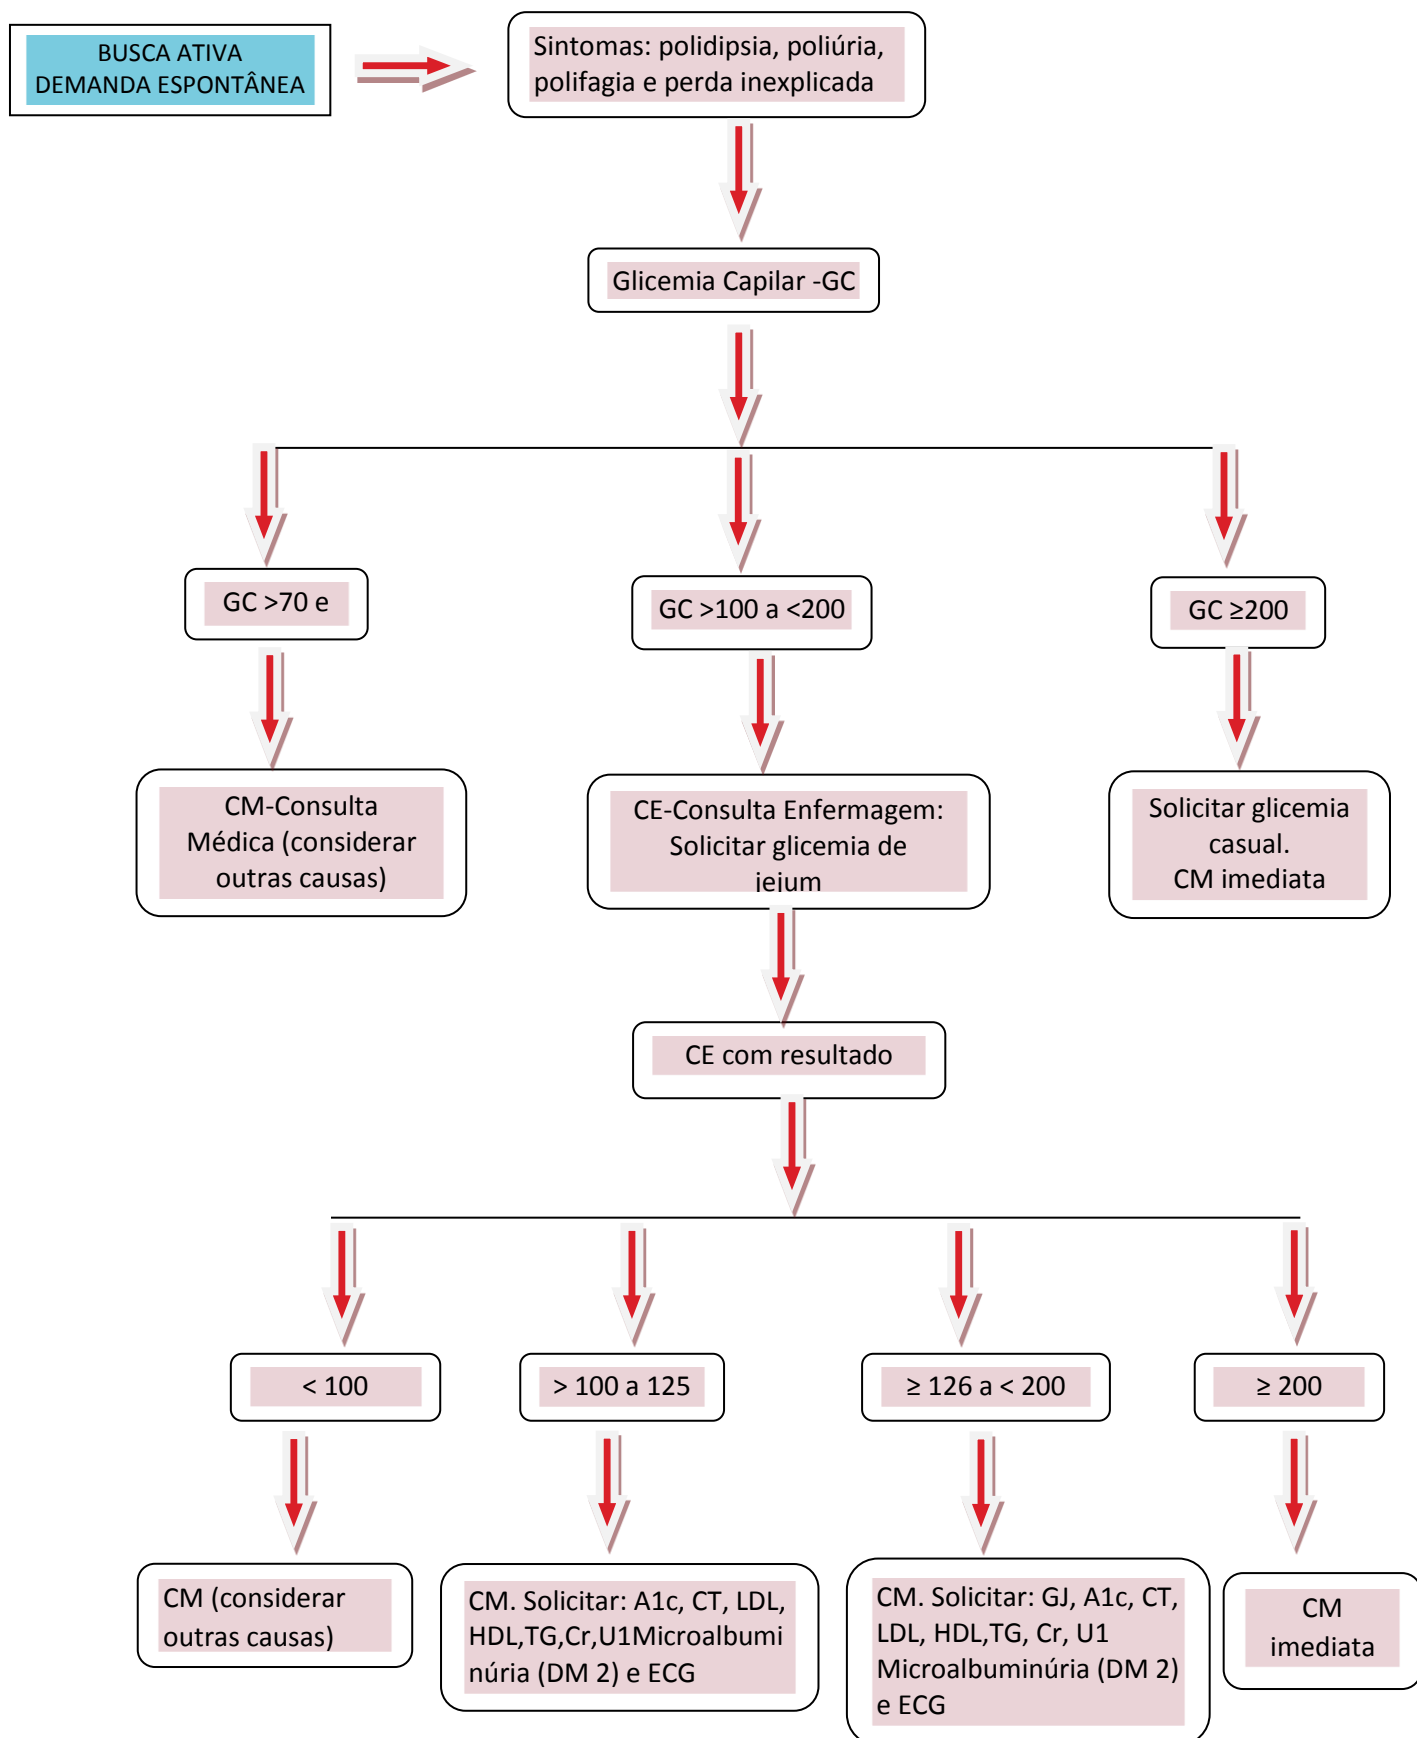 BUSCA ATIVA
DEMANDA ESPONTÂNEA
Sintomas: polidipsia, poliúria,
polifagia e perda inexplicada
Glicemia Capilar -GC
GC >70 e
GC >100 a <200
GC ≥200
CM-Consulta
Médica (considerar
outras causas)
CE-Consulta Enfermagem:
Solicitar glicemia de
jejum
Solicitar glicemia
casual.
CM imediata
CE com resultado
< 100
> 100 a 125
≥ 126 a < 200
≥ 200
CM (considerar
outras causas)
CM. Solicitar: A1c, CT, LDL,
HDL,TG,Cr,U1Microalbumi
núria (DM 2) e ECG
CM. Solicitar: GJ, A1c, CT,
LDL, HDL,TG, Cr, U1
Microalbuminúria (DM 2)
e ECG
CM
imediata